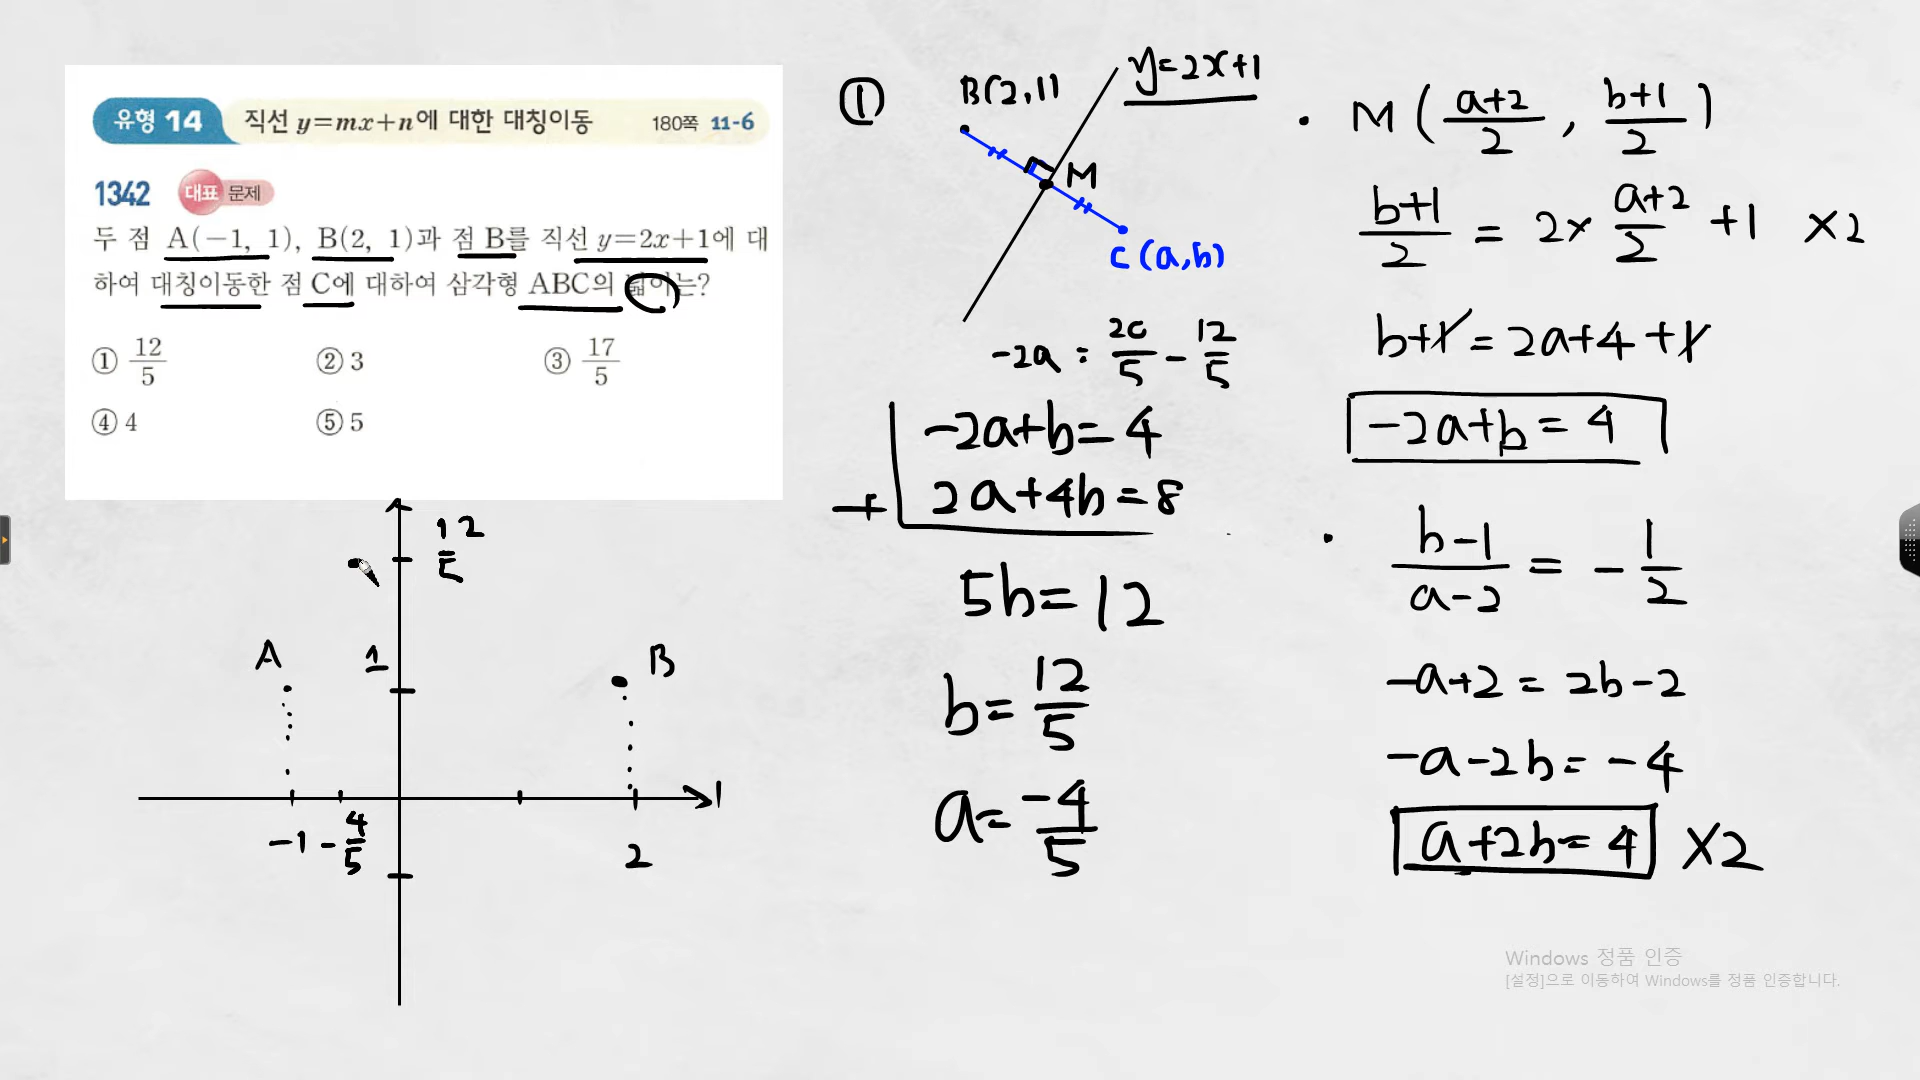 유형 14 직선 y=mx+n에 대한 대칭이동 180쪽 11-6
1342 대표 문제
두 점 A(−1, 1), B(2, 1)과 점 B를 직선 y=2x+1에 대
하여 대칭이동한 점 C에 대하여 삼각형 ABC의 넓이는?
① 12/5 ② 3 ③ 17/5
④ 4 ⑤ 5
12/5
A 1 B
-1 -4/5 2
①
B(2,1) y=2x+1
M
C(a,b)
-2a = 20/5 - 12/5
-2a+b=4
+ 2a+4b=8
5b=12
b=12/5
a=-4/5
· M(a+2/2, b+1/2)
b+1/2 = 2× a+2/2 +1 ×2
b+1=2a+4+1
-2a+b=4
· b-1/a-2 = -1/2
-a+2=2b-2
-a-2b=-4
a+2b=4 ×2
Windows 정품 인증
[설정]으로 이동하여 Windows를 정품 인증합니다.